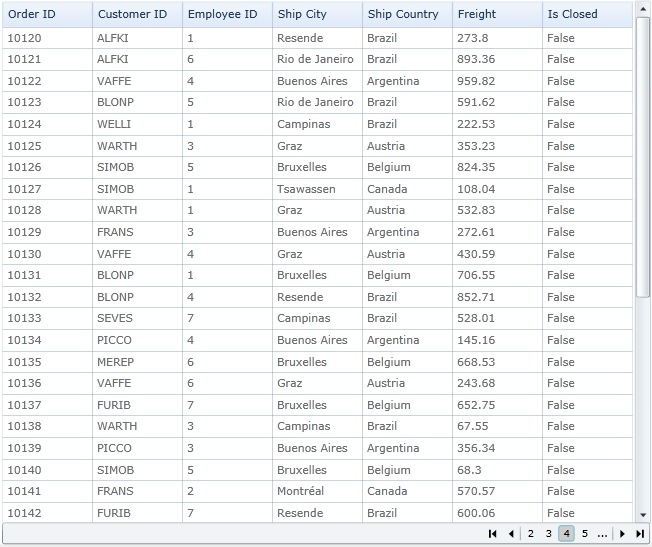 Order ID Customer ID Employee ID Ship City Ship Country Freight Is Closed
10120 ALFKI 1 Resende Brazil 273.8 False
10121 ALFKI 6 Rio de Janeiro Brazil 893.36 False
10122 VAFFE 4 Buenos Aires Argentina 959.82 False
10123 BLONP 5 Rio de Janeiro Brazil 591.62 False
10124 WELLI 1 Campinas Brazil 222.53 False
10125 WARTH 3 Graz Austria 353.23 False
10126 SIMOB 5 Bruxelles Belgium 824.35 False
10127 SIMOB 1 Tsawassen Canada 108.04 False
10128 WARTH 1 Graz Austria 532.83 False
10129 FRANS 3 Buenos Aires Argentina 272.61 False
10130 VAFFE 4 Graz Austria 430.59 False
10131 BLONP 1 Bruxelles Belgium 706.55 False
10132 BLONP 4 Resende Brazil 852.71 False
10133 SEVES 7 Campinas Brazil 528.01 False
10134 PICCO 4 Buenos Aires Argentina 145.16 False
10135 MEREP 6 Bruxelles Belgium 668.53 False
10136 VAFFE 6 Graz Austria 243.68 False
10137 FURIB 7 Bruxelles Belgium 652.75 False
10138 WARTH 3 Campinas Brazil 67.55 False
10139 PICCO 3 Buenos Aires Argentina 356.34 False
10140 SIMOB 5 Bruxelles Belgium 68.3 False
10141 FRANS 2 Montréal Canada 570.57 False
10142 FURIB 7 Resende Brazil 600.06 False
2 3 4 5 ...